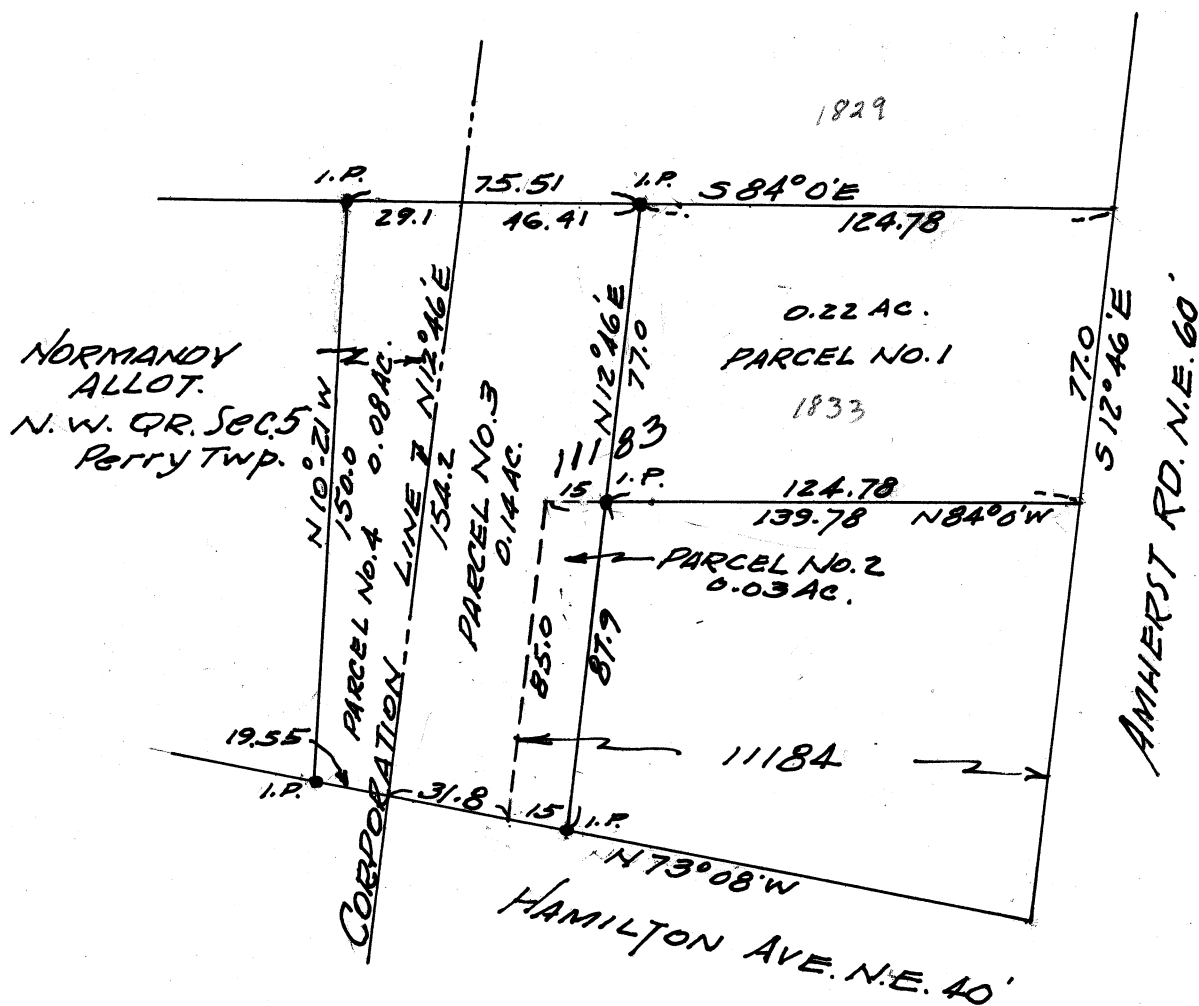 1829
I.P.
75.51
I.P.
S 84°0'E
29.1
46.41
124.78
NORMANDY
ALLOT.
N.W. QR. Sec.5
Perry Twp.
N 10°-21'W
150.0
PARCEL No.4 0.08 AC.
CORPORATION LINE N12°46'E
154.2
PARCEL No.3
0.14 AC.
N12°46'E
77.0
0.22 AC.
PARCEL No.1
1833
77.0
S 12°46'E
AMHERST RD. N.E. 60'
11183
15
I.P.
124.78
139.78
N84°0'W
PARCEL No.2
0.03 AC.
85.0
87.9
19.55
I.P.
31.8
15
I.P.
11184
N 73°08'W
HAMILTON AVE. N.E. 40'